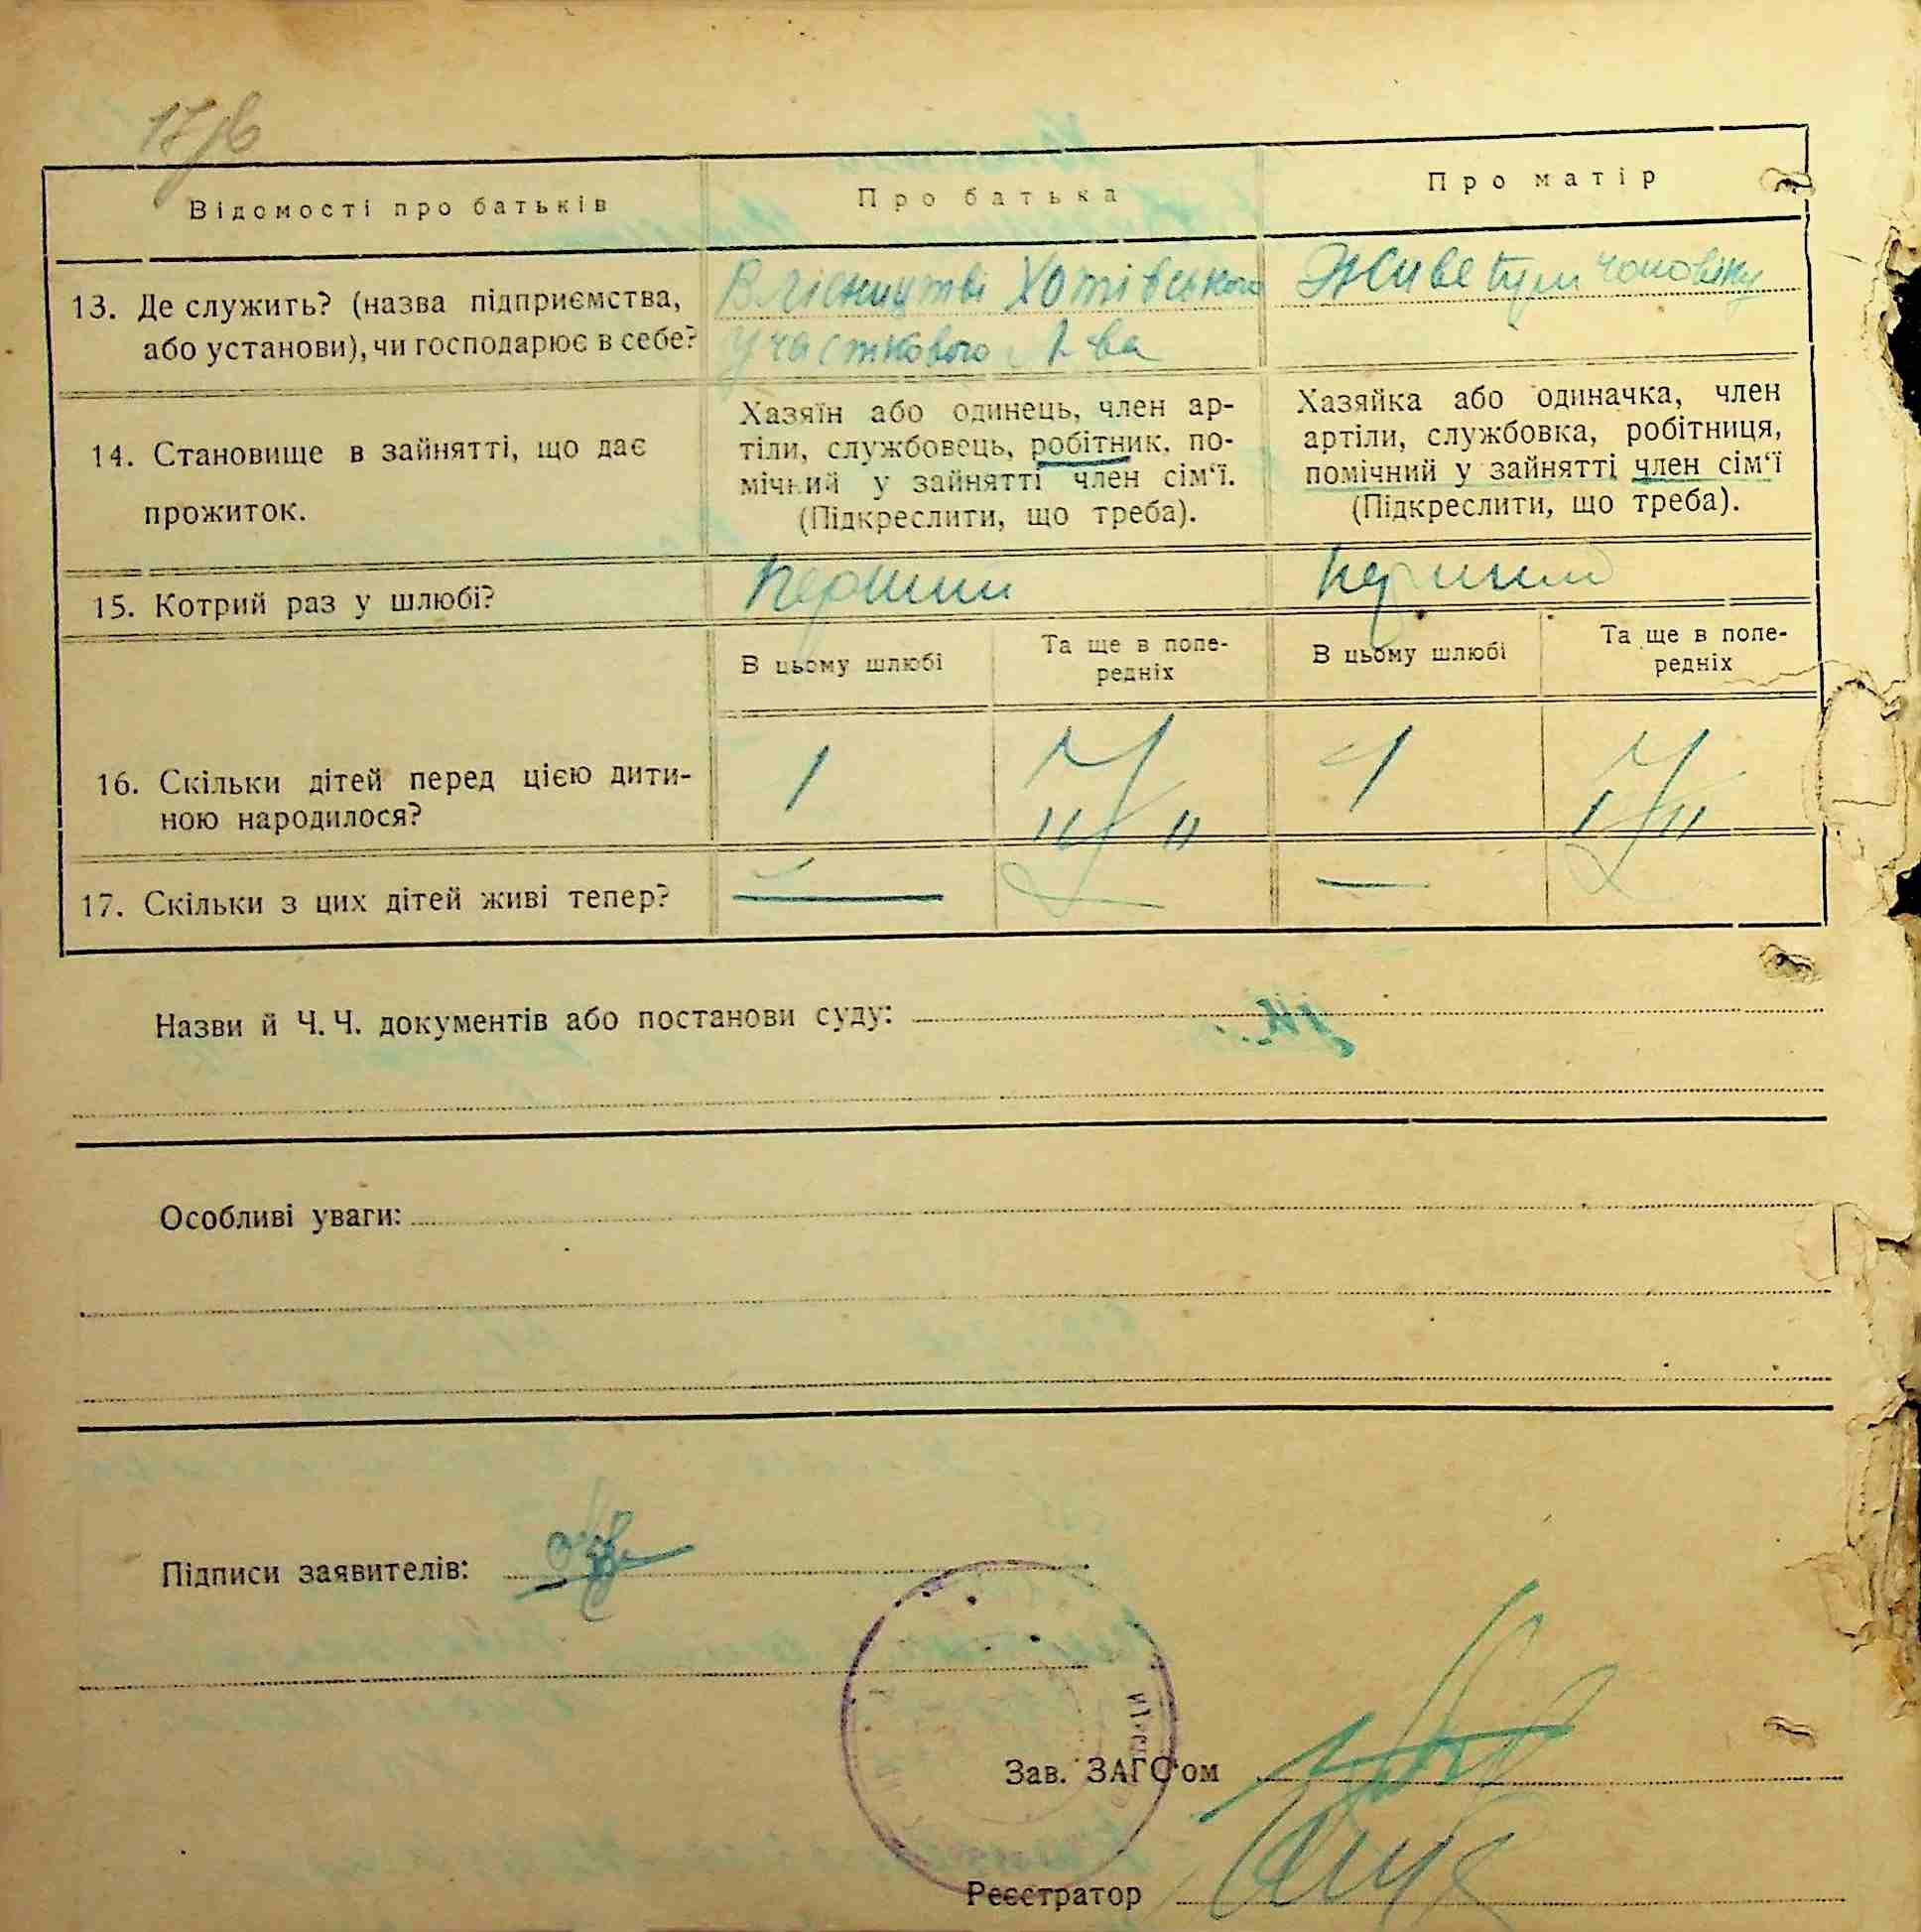 Відомості про батьків
Про батька
Про матір
13. Де служить? (назва підприємства,
або установи), чи господарює в себе?
В лісництві Хотівського
участкового л-ва
Живе при чоловіку
14. Становище в зайнятті, що дає
прожиток.
Хазяїн або одинець, член ар-
тіли, службовець, робітник, по-
мічний у зайнятті член сім‘ї.
(Підкреслити, що треба).
Хазяйка або одиначка, член
артіли, службовка, робітниця,
помічний у зайнятті член сім‘ї
(Підкреслити, що треба).
15. Котрий раз у шлюбі?
Перший
Перший
В цьому шлюбі
Та ще в попе-
редніх
В цьому шлюбі
Та ще в попе-
редніх
16. Скільки дітей перед цією дити-
ною народилося?
1
1
17. Скільки з цих дітей живі тепер?
—
—
Назви й Ч. Ч. документів або постанови суду:
Особливі уваги:
Підписи заявителів:
Зав. ЗАГС‘ом
Реєстратор